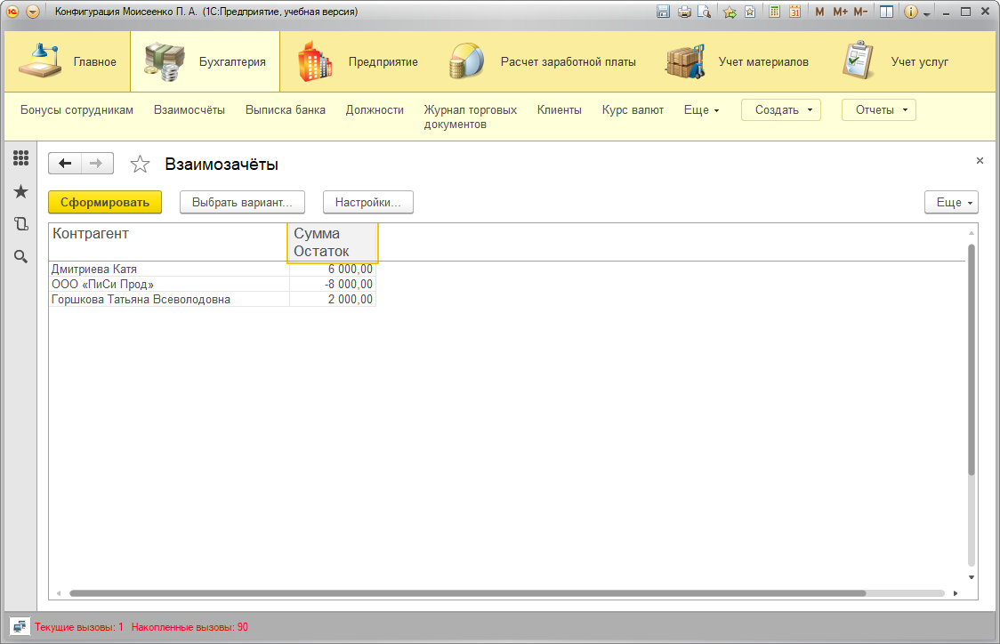 Конфигурация Моисеенко П. А. (1С:Предприятие, учебная версия)
M M+ M-
31
Главное
Бухгалтерия
Предприятие
Расчет заработной платы
Учет материалов
Учет услуг
Бонусы сотрудникам
Взаимосчёты
Выписка банка
Должности
Журнал торговых
документов
Клиенты
Курс валют
Еще
Создать
Отчеты
Взаимозачёты
Сформировать
Выбрать вариант...
Настройки...
Еще
Контрагент
Сумма
Остаток
Дмитриева Катя 6 000,00
ООО «ПиСи Прод» -8 000,00
Горшкова Татьяна Всеволодовна 2 000,00
Текущие вызовы: 1 Накопленные вызовы: 90